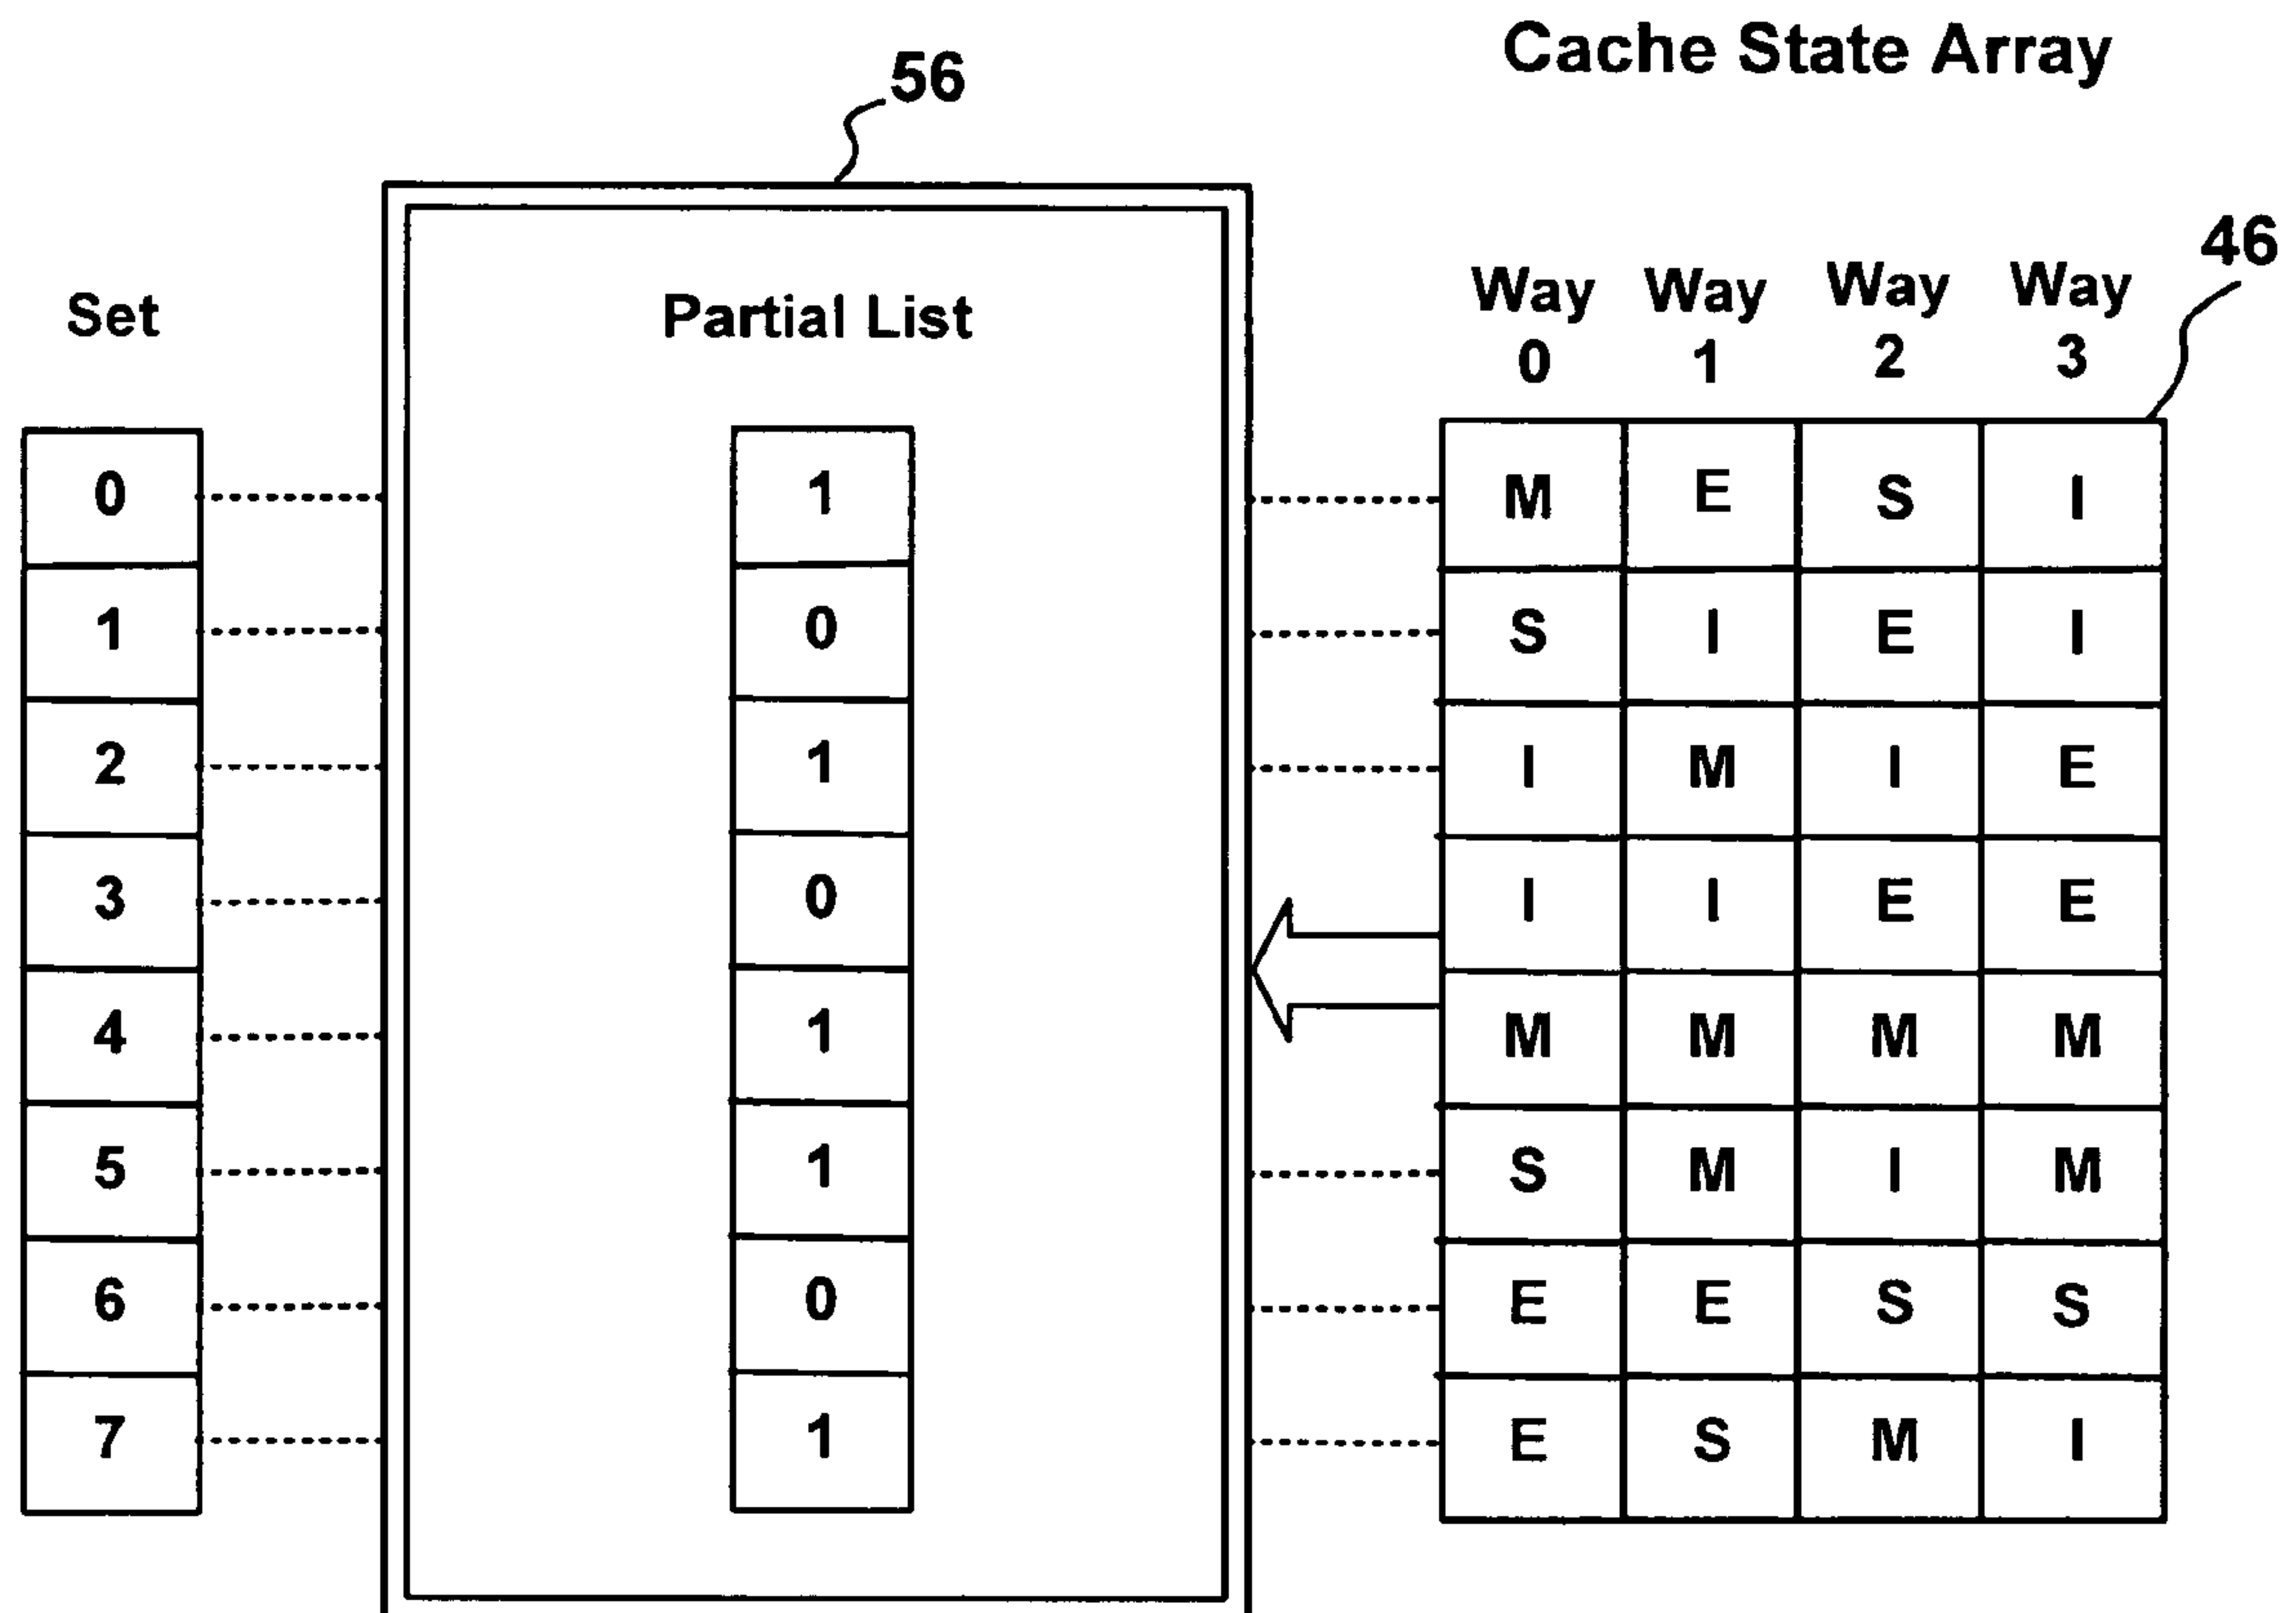 Cache State Array
56
46
Set
Partial List
Way 0 Way 1 Way 2 Way 3
0 1 M E S I
1 0 S I E I
2 1 I M I E
3 0 I I E E
4 1 M M M M
5 1 S M I M
6 0 E E S S
7 1 E S M I